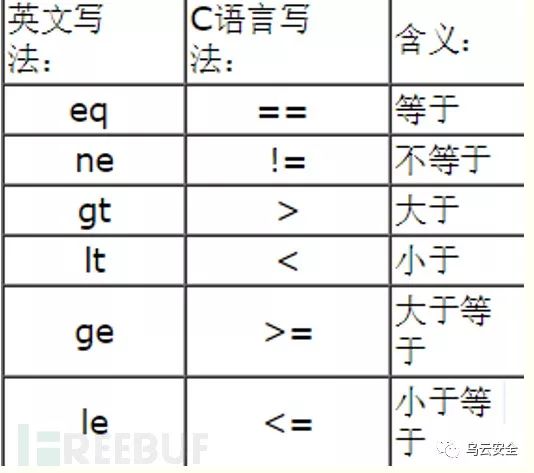 英文写
法：
C语言写
法：
含义：
eq
==
等于
ne
!=
不等于
gt
>
大于
lt
<
小于
ge
>=
大于等
于
le
<=
小于等
于
FREEBUF
乌云安全